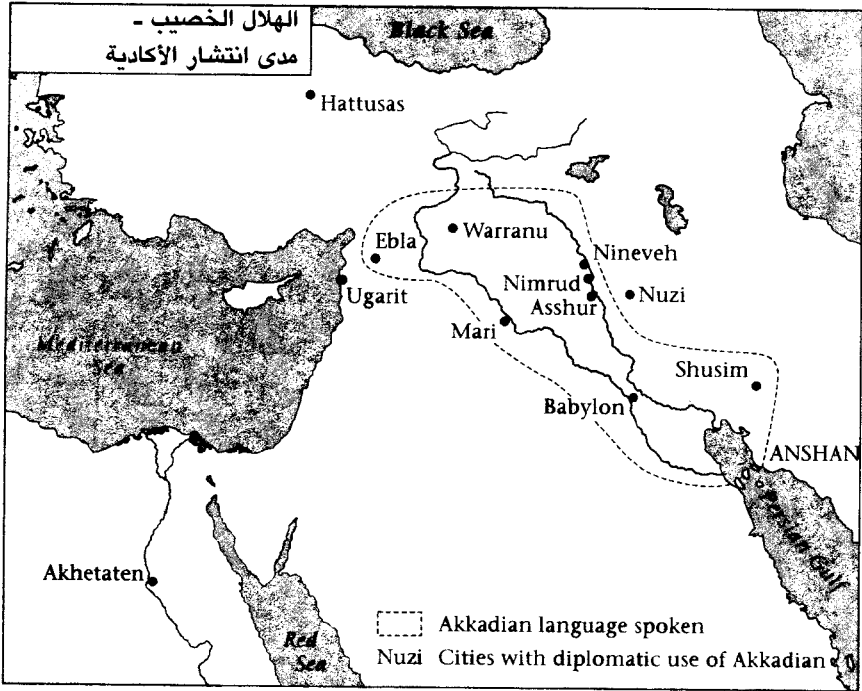 الهلال الخصيب -
مدى انتشار الأكادية
Black Sea
Hattusas
Warranu
Ebla
Nineveh
Nimrud
Ugarit
Asshur
Nuzi
Mari
Mediterranean
Sea
Shusim
Babylon
ANSHAN
Persian Gulf
Akhetaten
Red
Sea
Akkadian language spoken
Nuzi Cities with diplomatic use of Akkadian